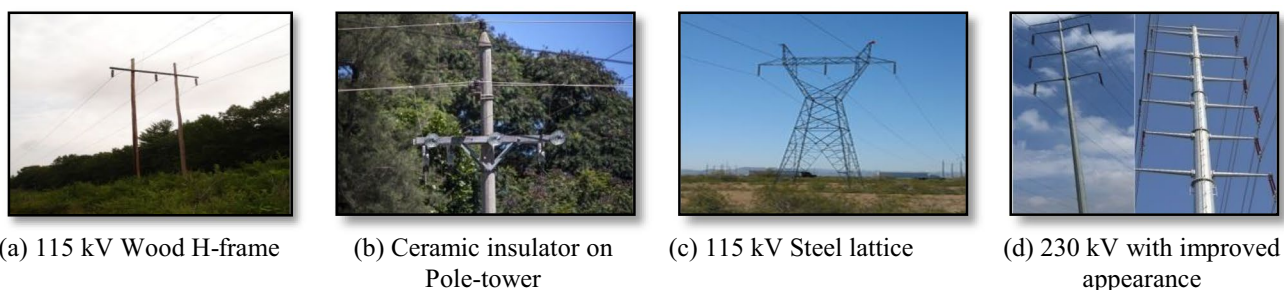 (a) 115 kV Wood H-frame
(b) Ceramic insulator on
Pole-tower
(c) 115 kV Steel lattice
(d) 230 kV with improved
appearance